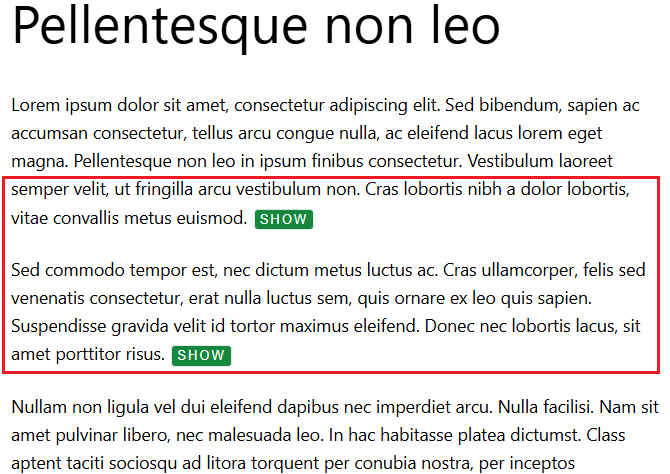 Pellentesque non leo
Lorem ipsum dolor sit amet, consectetur adipiscing elit. Sed bibendum, sapien ac
accumsan consectetur, tellus arcu congue nulla, ac eleifend lacus lorem eget
magna. Pellentesque non leo in ipsum finibus consectetur. Vestibulum laoreet
semper velit, ut fringilla arcu vestibulum non. Cras lobortis nibh a dolor lobortis,
vitae convallis metus euismod. SHOW
Sed commodo tempor est, nec dictum metus luctus ac. Cras ullamcorper, felis sed
venenatis consectetur, erat nulla luctus sem, quis ornare ex leo quis sapien.
Suspendisse gravida velit id tortor maximus eleifend. Donec nec lobortis lacus, sit
amet porttitor risus. SHOW
Nullam non ligula vel dui eleifend dapibus nec imperdiet arcu. Nulla facilisi. Nam sit
amet pulvinar libero, nec malesuada leo. In hac habitasse platea dictumst. Class
aptent taciti sociosqu ad litora torquent per conubia nostra, per inceptos